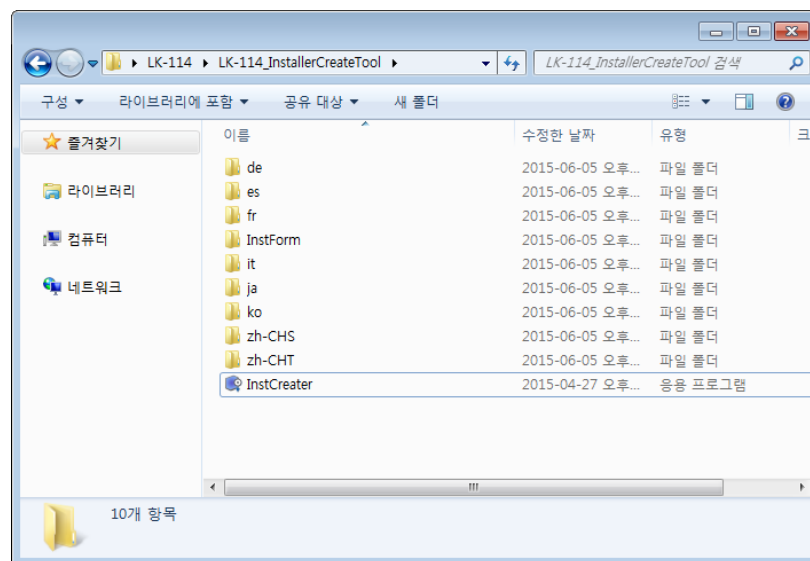 LK-114 LK-114_InstallerCreateTool LK-114_InstallerCreateTool 검색
구성 라이브러리에 포함 공유 대상 새 폴더
즐겨찾기
라이브러리
컴퓨터
네트워크
이름 수정한 날짜 유형 크
de 2015-06-05 오후... 파일 폴더
es 2015-06-05 오후... 파일 폴더
fr 2015-06-05 오후... 파일 폴더
InstForm 2015-06-05 오후... 파일 폴더
it 2015-06-05 오후... 파일 폴더
ja 2015-06-05 오후... 파일 폴더
ko 2015-06-05 오후... 파일 폴더
zh-CHS 2015-06-05 오후... 파일 폴더
zh-CHT 2015-06-05 오후... 파일 폴더
InstCreater 2015-04-27 오후... 응용 프로그램
10개 항목